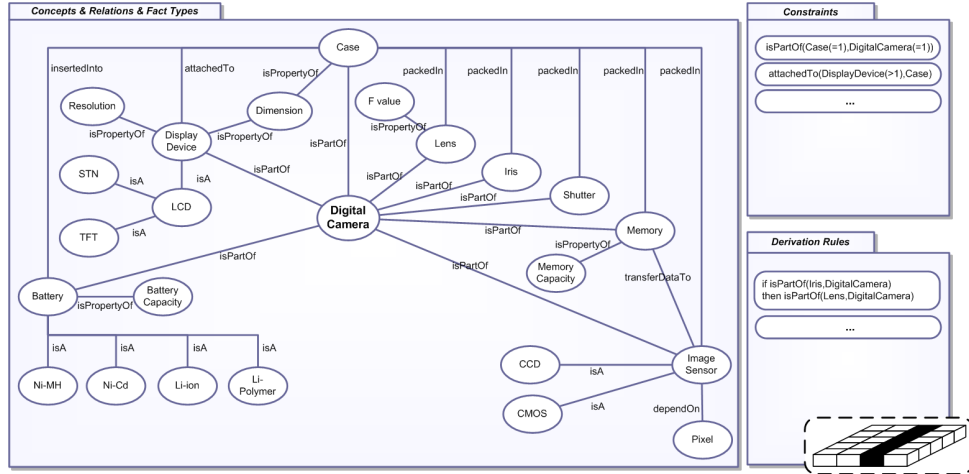 Concepts & Relations & Fact Types
Case
insertedInto
attachedTo
isPropertyOf
packedIn
packedIn
packedIn
packedIn
packedIn
Resolution
Dimension
F value
isPropertyOf
isPropertyOf
isPropertyOf
Display
Device
isPartOf
Lens
Iris
STN
isA
isA
isPartOf
isPartOf
isPartOf
isPartOf
Shutter
LCD
Digital
Camera
TFT
isA
isPartOf
Memory
isPropertyOf
isPartOf
isPartOf
Memory
Capacity
transferDataTo
Battery
isPropertyOf
Battery
Capacity
isA
isA
isA
isA
Ni-MH
Ni-Cd
Li-ion
Li-
Polymer
CCD
isA
Image
Sensor
CMOS
isA
dependOn
Pixel
Constraints
isPartOf(Case(=1),DigitalCamera(=1))
attachedTo(DisplayDevice(>1),Case)
...
Derivation Rules
if isPartOf(Iris,DigitalCamera)
then isPartOf(Lens,DigitalCamera)
...